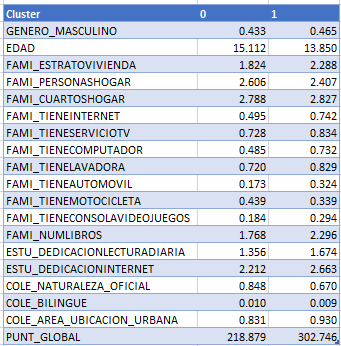 Cluster 0 1
GENERO_MASCULINO 0.433 0.465
EDAD 15.112 13.850
FAMI_ESTRATOVIVIENDA 1.824 2.288
FAMI_PERSONASHOGAR 2.606 2.407
FAMI_CUARTOSHOGAR 2.788 2.827
FAMI_TIENEINTERNET 0.495 0.742
FAMI_TIENESERVICIOTV 0.728 0.834
FAMI_TIENECOMPUTADOR 0.485 0.732
FAMI_TIENELAVADORA 0.720 0.829
FAMI_TIENEAUTOMOVIL 0.173 0.324
FAMI_TIENEMOTOCICLETA 0.439 0.339
FAMI_TIENECONSOLAVIDEOJUEGOS 0.184 0.294
FAMI_NUMLIBROS 1.768 2.296
ESTU_DEDICACIONLECTURADIARIA 1.356 1.674
ESTU_DEDICACIONINTERNET 2.212 2.663
COLE_NATURALEZA_OFICIAL 0.848 0.670
COLE_BILINGUE 0.010 0.009
COLE_AREA_UBICACION_URBANA 0.831 0.930
PUNT_GLOBAL 218.879 302.746